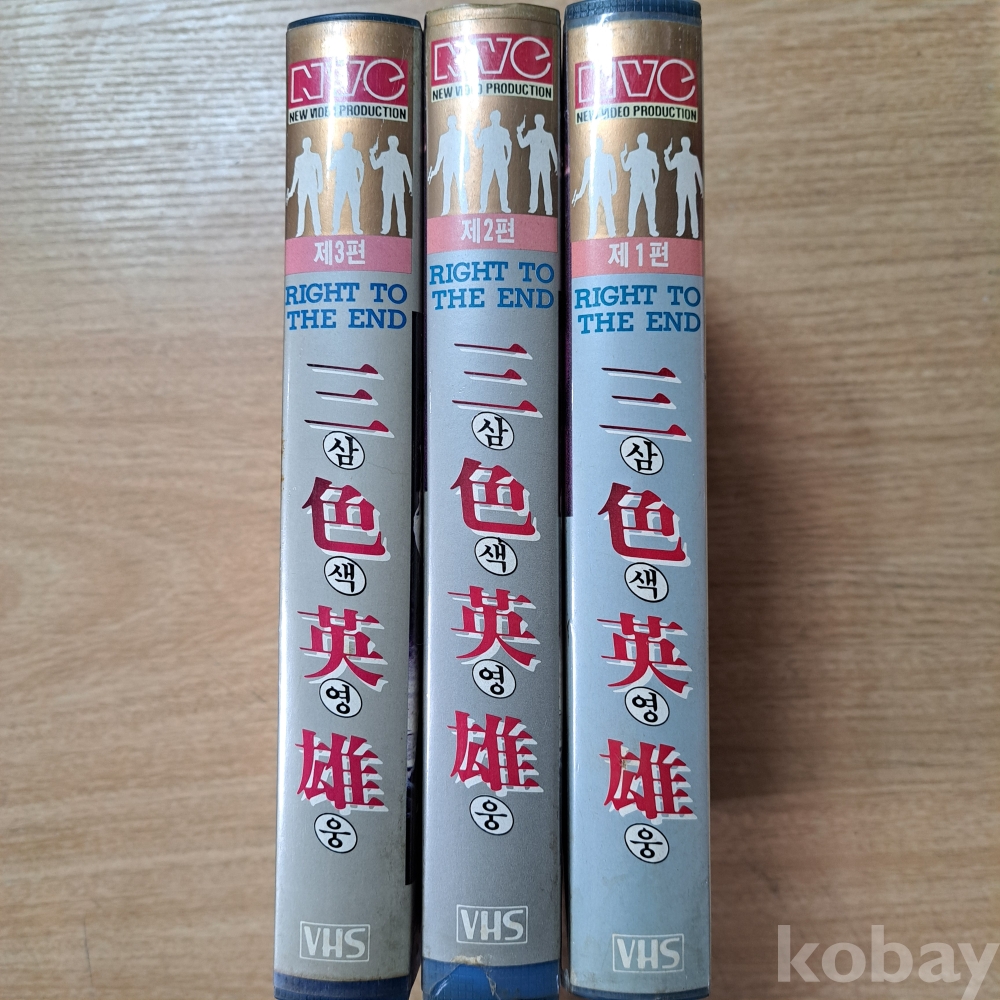 NVC
NEW VIDEO PRODUCTION
제3편
RIGHT TO
THE END
三
삼
色
색
英
영
雄
웅
VHS
NVC
NEW VIDEO PRODUCTION
제2편
RIGHT TO
THE END
三
삼
色
색
英
영
雄
웅
VHS
NVC
NEW VIDEO PRODUCTION
제1편
RIGHT TO
THE END
三
삼
色
색
英
영
雄
웅
VHS
kobay